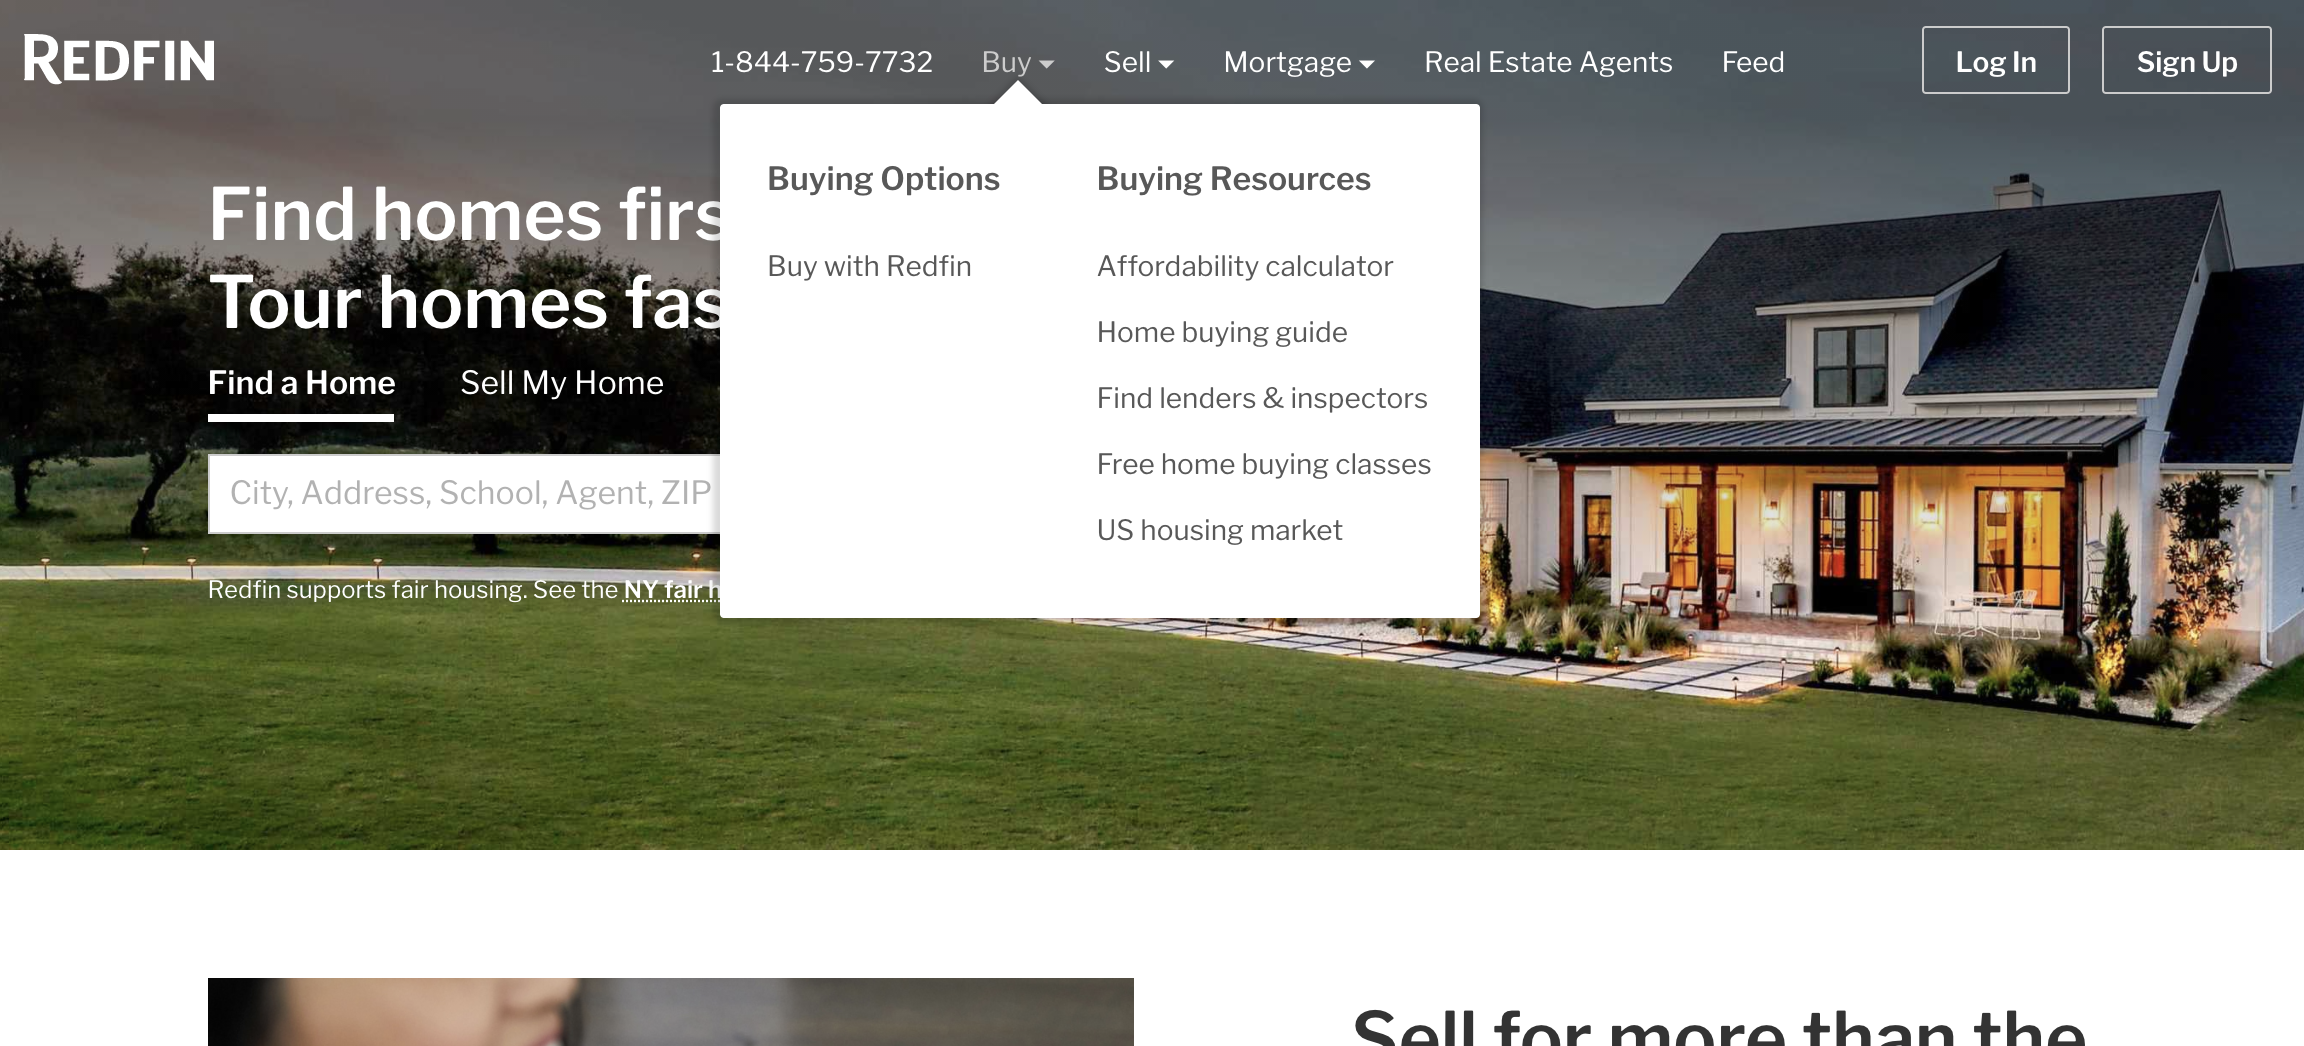 REDFIN
1-844-759-7732
Buy
Sell
Mortgage
Real Estate Agents
Feed
Log In
Sign Up
Find homes firs
Tour homes fas
Find a Home
Sell My Home
City, Address, School, Agent, ZIP
Redfin supports fair housing. See the NY fair h
Buying Options
Buy with Redfin
Buying Resources
Affordability calculator
Home buying guide
Find lenders & inspectors
Free home buying classes
US housing market
Sell for more than the